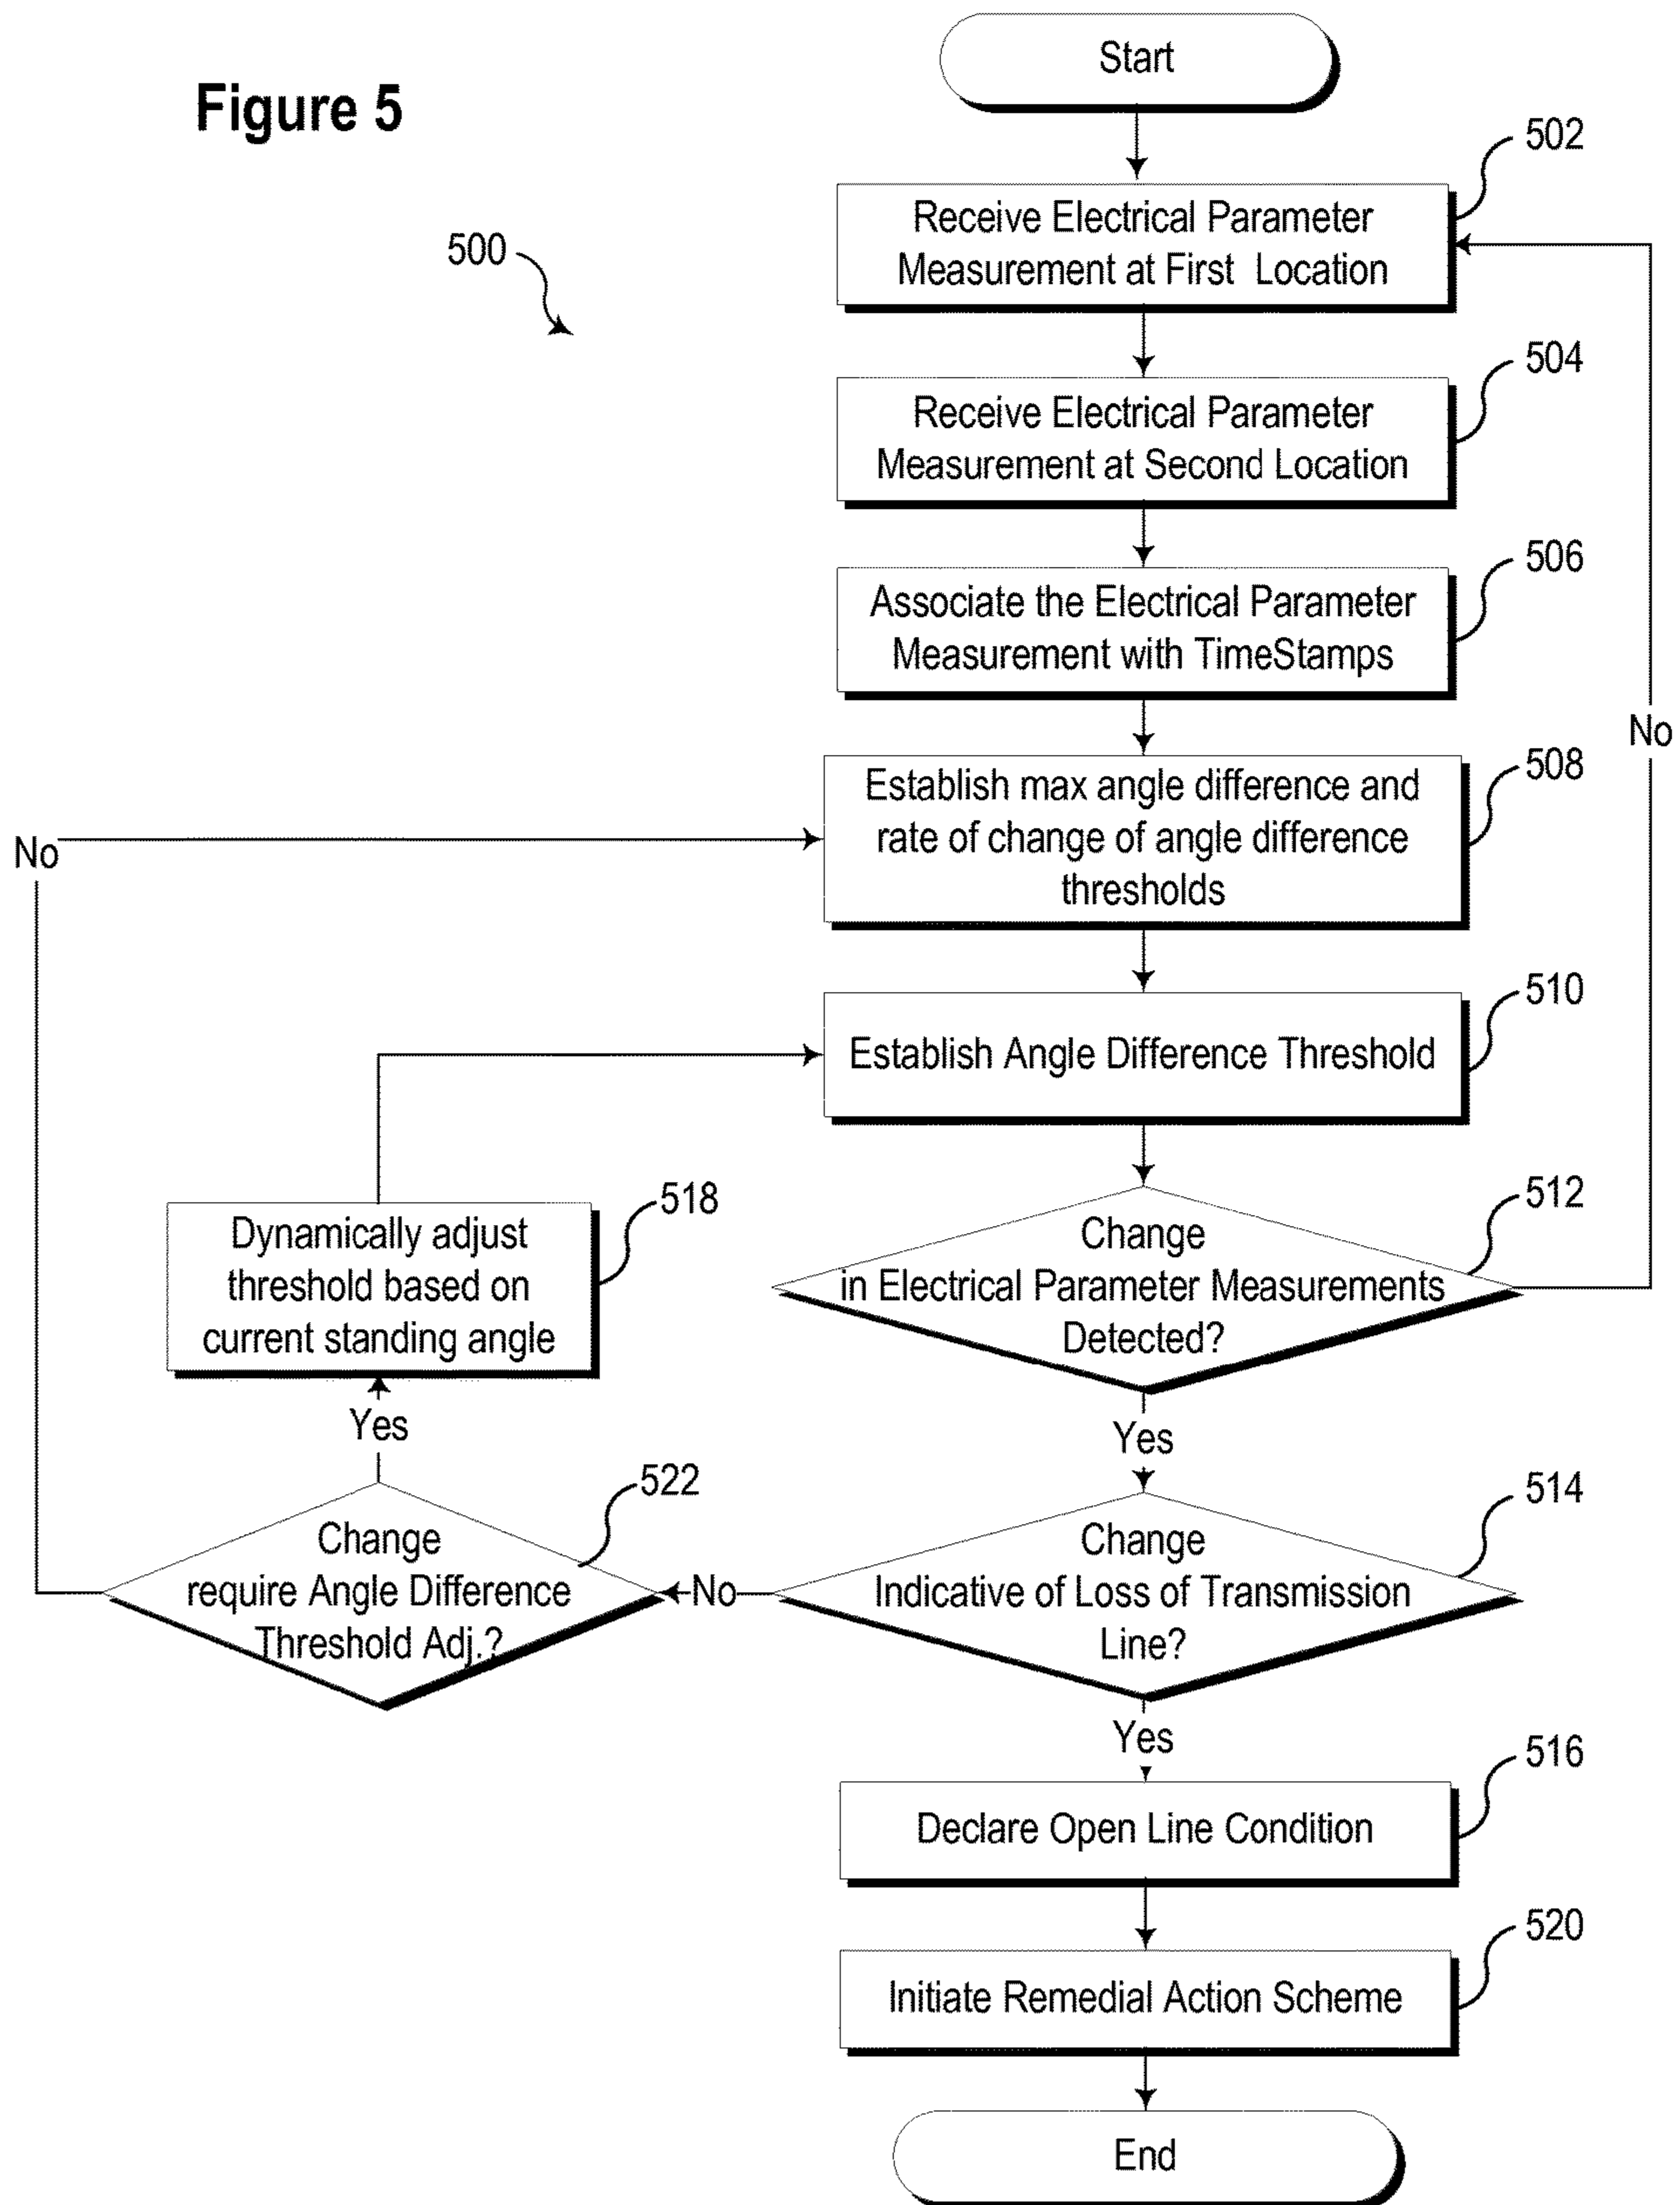 Figure 5
Start
502
Receive Electrical Parameter
Measurement at First Location
500
504
Receive Electrical Parameter
Measurement at Second Location
506
Associate the Electrical Parameter
Measurement with TimeStamps
No
508
Establish max angle difference and
rate of change of angle difference
thresholds
No
510
Establish Angle Difference Threshold
518
Dynamically adjust
threshold based on
current standing angle
512
Change
in Electrical Parameter Measurements
Detected?
Yes
Yes
522
Change
require Angle Difference
Threshold Adj.?
No
514
Change
Indicative of Loss of Transmission
Line?
Yes
516
Declare Open Line Condition
520
Initiate Remedial Action Scheme
End